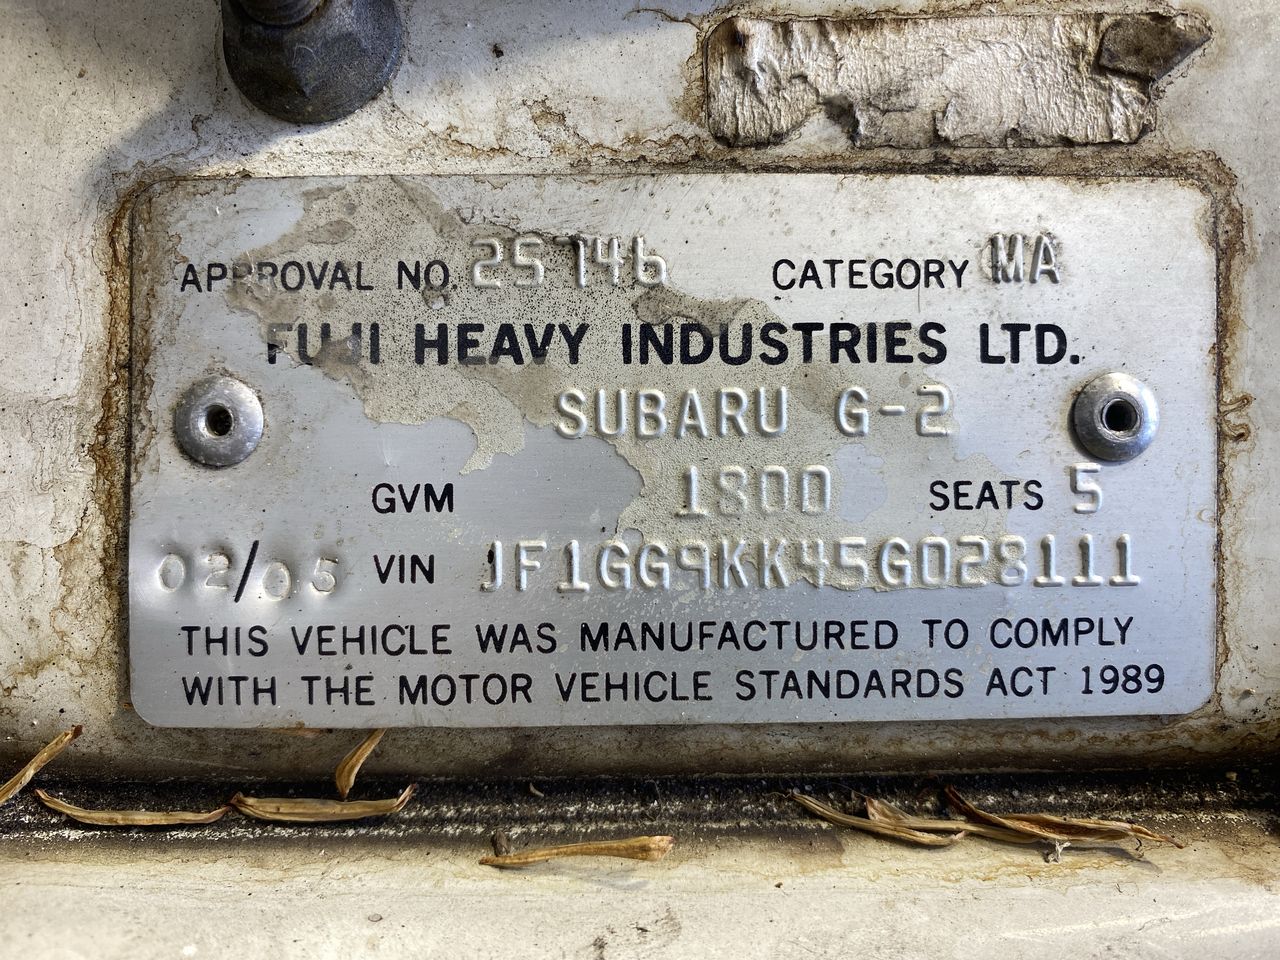 APPROVAL NO. 25746 CATEGORY MA
FUJI HEAVY INDUSTRIES LTD.
SUBARU G-2
GVM 1800 SEATS 5
02/05 VIN JF1GG9KK45G028111
THIS VEHICLE WAS MANUFACTURED TO COMPLY
WITH THE MOTOR VEHICLE STANDARDS ACT 1989